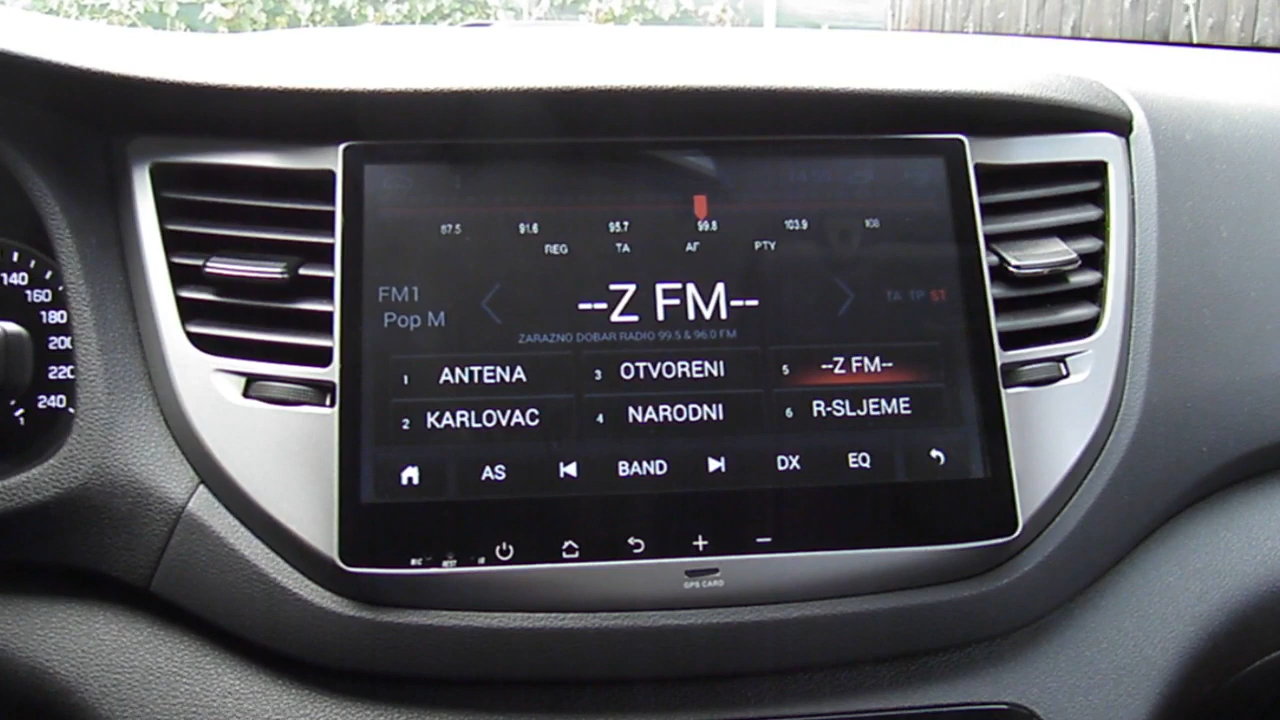 87.5 91.6 95.7 99.8 103.9 108
REG TA AF PTY
FM1
Pop M
--Z FM--
TA TP ST
ZARAZNO DOBAR RADIO 99.5 & 96.0 FM
1 ANTENA 3 OTVORENI 5 --Z FM--
2 KARLOVAC 4 NARODNI 6 R-SLJEME
AS BAND DX EQ
GPS CARD
140
160
180
200
220
240